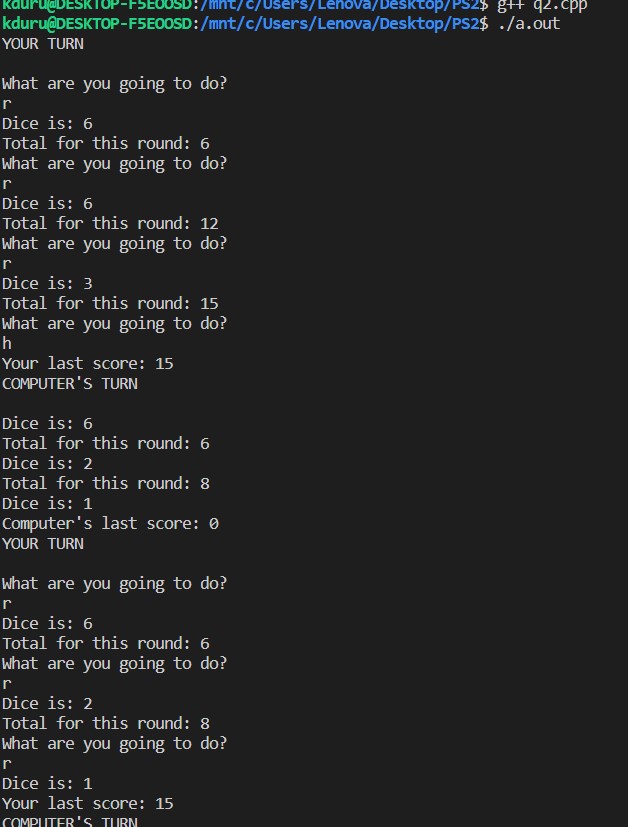 kduru@DESKTOP-F5EOOSD:/mnt/c/Users/Lenova/Desktop/PS2$ g++ q2.cpp
kduru@DESKTOP-F5EOOSD:/mnt/c/Users/Lenova/Desktop/PS2$ ./a.out
YOUR TURN
What are you going to do?
r
Dice is: 6
Total for this round: 6
What are you going to do?
r
Dice is: 6
Total for this round: 12
What are you going to do?
r
Dice is: 3
Total for this round: 15
What are you going to do?
h
Your last score: 15
COMPUTER'S TURN
Dice is: 6
Total for this round: 6
Dice is: 2
Total for this round: 8
Dice is: 1
Computer's last score: 0
YOUR TURN
What are you going to do?
r
Dice is: 6
Total for this round: 6
What are you going to do?
r
Dice is: 2
Total for this round: 8
What are you going to do?
r
Dice is: 1
Your last score: 15
COMPUTER'S TURN